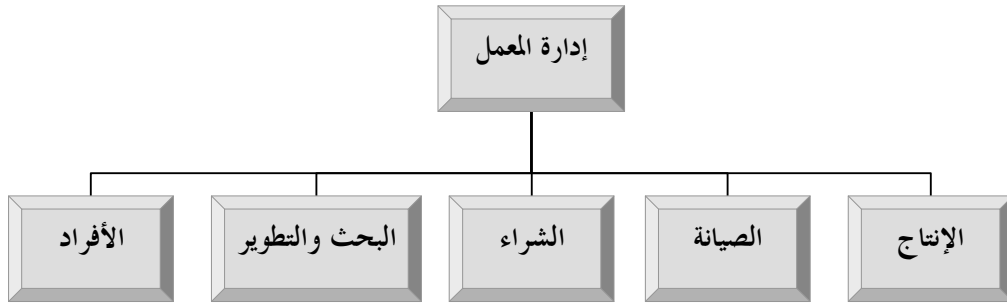 إدارة المعمل
الإنتاج
الصيانة
الشراء
البحث والتطوير
الأفراد